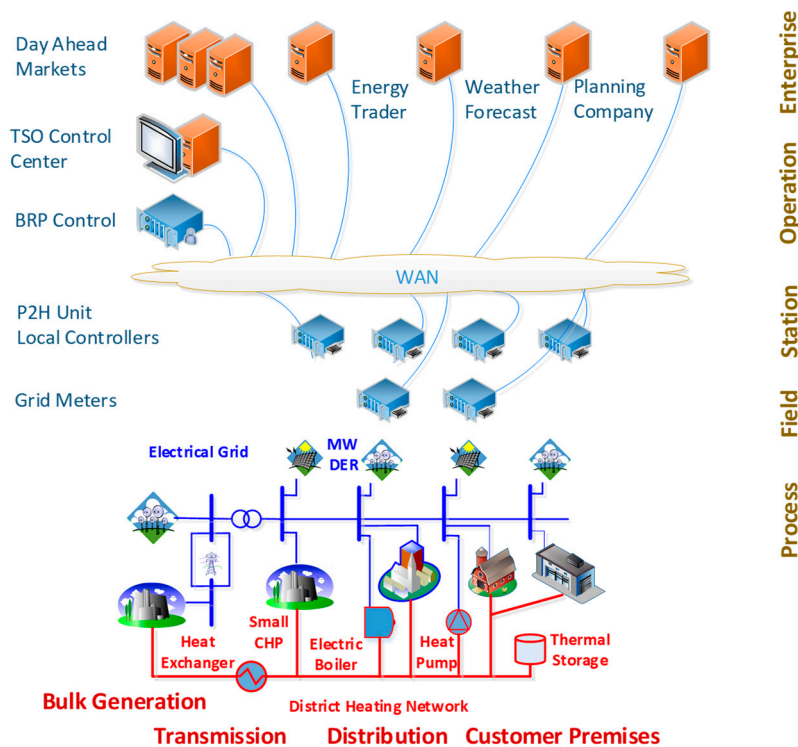 Day Ahead
Markets
Energy
Trader
Weather
Forecast
Planning
Company
Enterprise
TSO Control
Center
BRP Control
Operation
WAN
P2H Unit
Local Controllers
Station
Grid Meters
Field
Electrical Grid
MW
DER
Process
Small
CHP
Heat
Exchanger
Electric
Boiler
Heat
Pump
Thermal
Storage
Bulk Generation
District Heating Network
Transmission
Distribution
Customer Premises